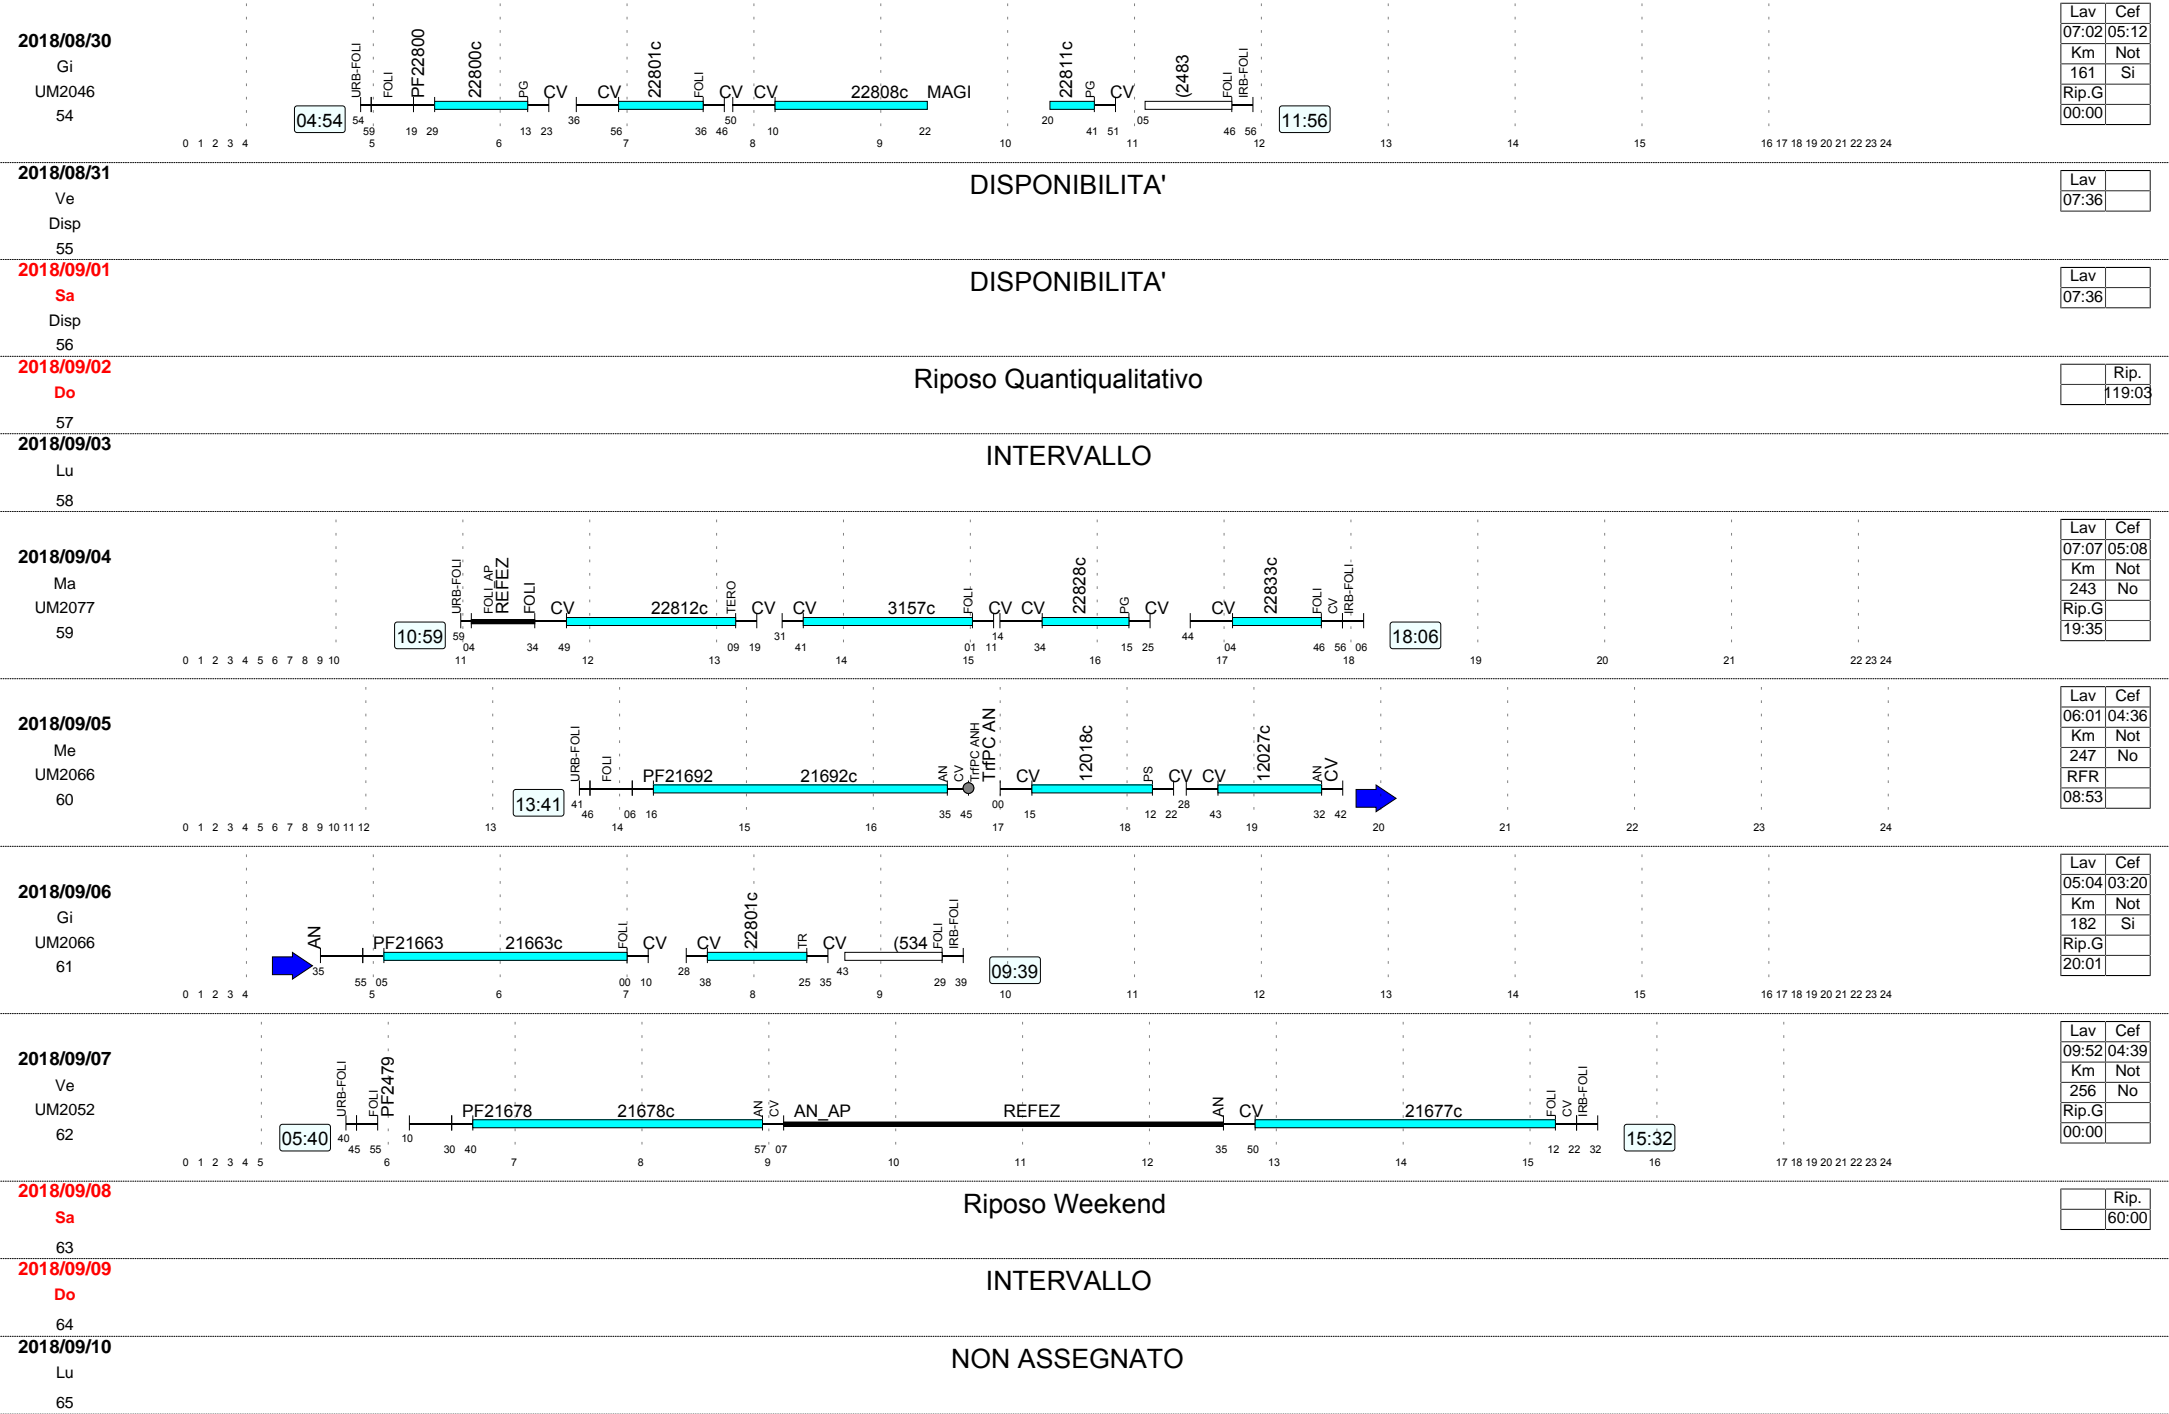 2018/08/30
Gi
UM2046
54
04:54
URB-FOLI FOLI PF22800 22800c PG CV CV 22801c FOLI CV CV 22808c MAGI 22811c PG CV (2483 FOLI IRB-FOLI
54 59 19 29 13 23 36 56 36 46 50 10 22 20 41 51 05 46 56
11:56
0 1 2 3 4 5 6 7 8 9 10 11 12 13 14 15 16 17 18 19 20 21 22 23 24
Lav Cef
07:02 05:12
Km Not
161 Si
Rip.G
00:00
2018/08/31
Ve
Disp
55
DISPONIBILITA'
Lav
07:36
2018/09/01
Sa
Disp
56
DISPONIBILITA'
Lav
07:36
2018/09/02
Do
57
Riposo Quantiqualitativo
Rip.
119:03
2018/09/03
Lu
58
INTERVALLO
2018/09/04
Ma
UM2077
59
10:59
URB-FOLI FOLI_AP REFEZ FOLI CV 22812c TERO CV CV 3157c FOLI CV CV 22828c PG CV CV 22833c FOLI CV IRB-FOLI
59 04 34 49 09 19 31 41 01 11 14 34 15 25 44 04 46 56 06
18:06
0 1 2 3 4 5 6 7 8 9 10 11 12 13 14 15 16 17 18 19 20 21 22 23 24
Lav Cef
07:07 05:08
Km Not
243 No
Rip.G
19:35
2018/09/05
Me
UM2066
60
13:41
URB-FOLI FOLI PF21692 21692c AN CV TrfPC ANH TrfPC AN CV 12018c PS CV CV 12027c AN CV
41 46 06 16 35 45 00 15 12 22 28 43 32 42
0 1 2 3 4 5 6 7 8 9 10 11 12 13 14 15 16 17 18 19 20 21 22 23 24
Lav Cef
06:01 04:36
Km Not
247 No
RFR
08:53
2018/09/06
Gi
UM2066
61
AN PF21663 21663c FOLI CV CV 22801c TR CV (534 FOLI IRB-FOLI
35 55 05 00 10 28 38 25 35 43 29 39
09:39
0 1 2 3 4 5 6 7 8 9 10 11 12 13 14 15 16 17 18 19 20 21 22 23 24
Lav Cef
05:04 03:20
Km Not
182 Si
Rip.G
20:01
2018/09/07
Ve
UM2052
62
05:40
URB-FOLI FOLI PF2479 PF21678 21678c AN CV AN_AP REFEZ AN CV 21677c FOLI CV IRB-FOLI
40 45 55 10 30 40 57 07 35 50 12 22 32
15:32
0 1 2 3 4 5 6 7 8 9 10 11 12 13 14 15 16 17 18 19 20 21 22 23 24
Lav Cef
09:52 04:39
Km Not
256 No
Rip.G
00:00
2018/09/08
Sa
63
Riposo Weekend
Rip.
60:00
2018/09/09
Do
64
INTERVALLO
2018/09/10
Lu
65
NON ASSEGNATO